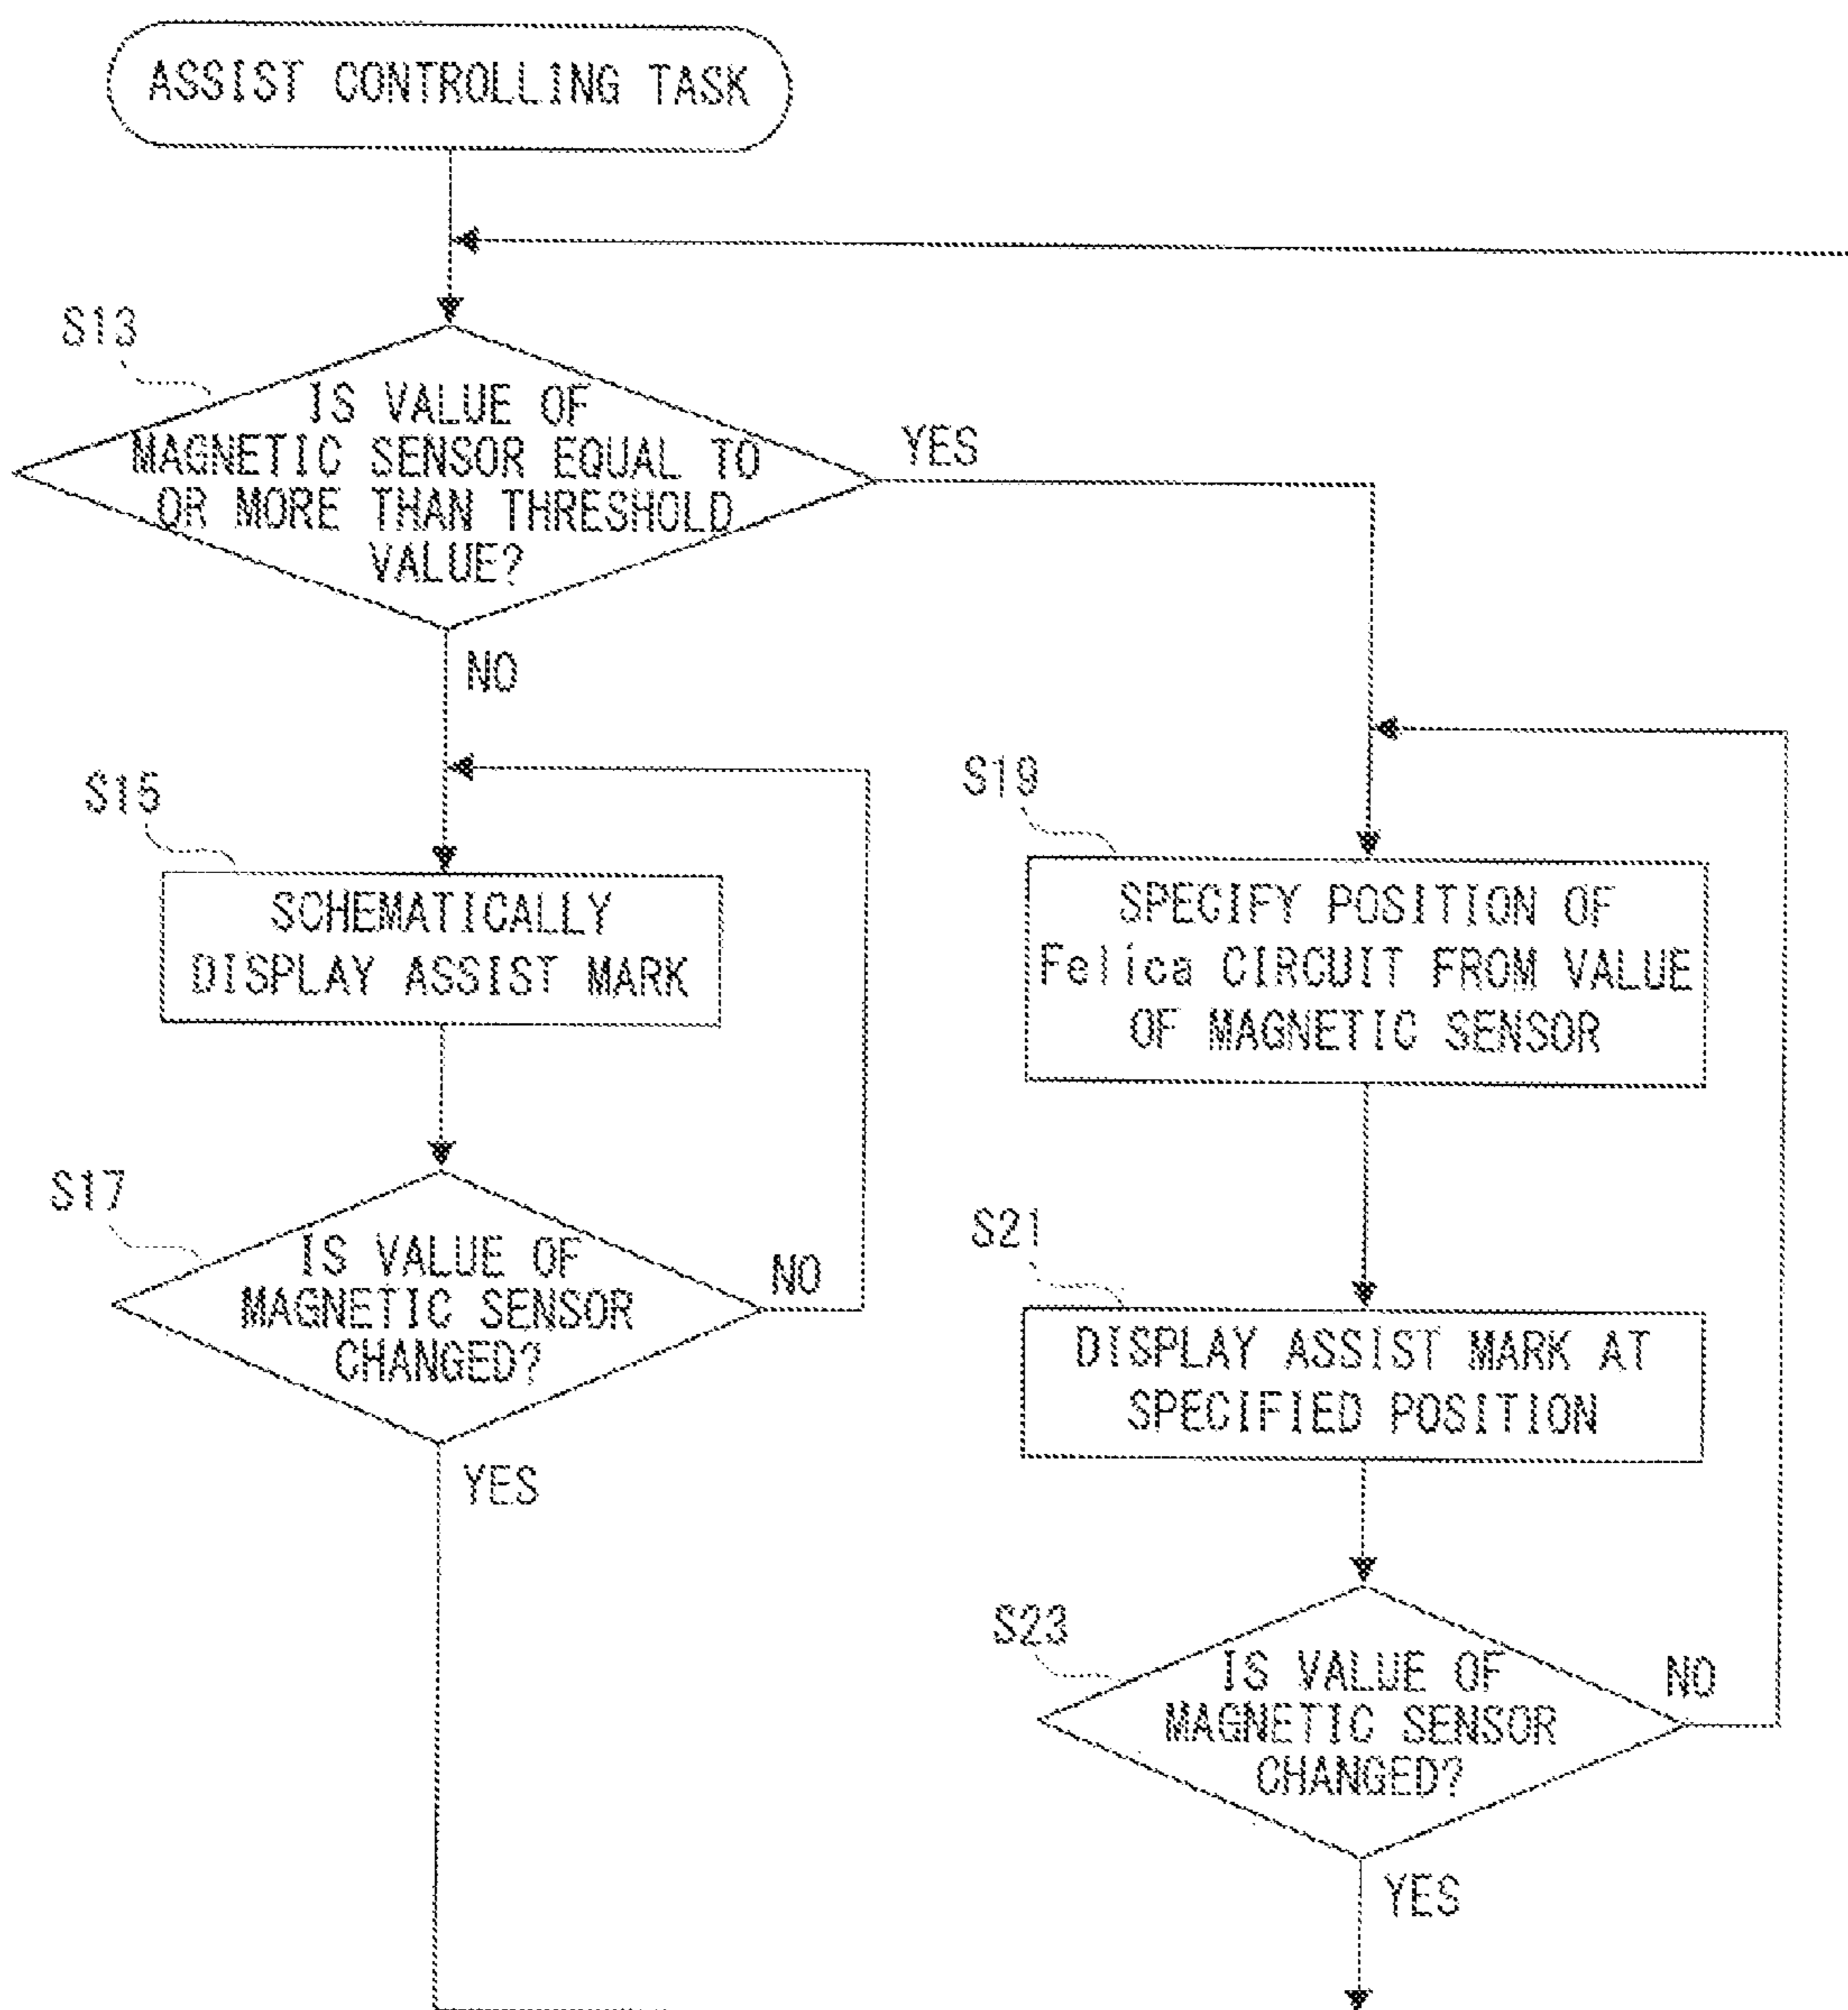 ASSIST CONTROLLING TASK
S13
IS VALUE OF
MAGNETIC SENSOR EQUAL TO
OR MORE THAN THRESHOLD
VALUE?
YES
NO
S15
SCHEMATICALLY
DISPLAY ASSIST MARK
S17
IS VALUE OF
MAGNETIC SENSOR
CHANGED?
NO
YES
S19
SPECIFY POSITION OF
Felica CIRCUIT FROM VALUE
OF MAGNETIC SENSOR
S21
DISPLAY ASSIST MARK AT
SPECIFIED POSITION
S23
IS VALUE OF
MAGNETIC SENSOR
CHANGED?
NO
YES